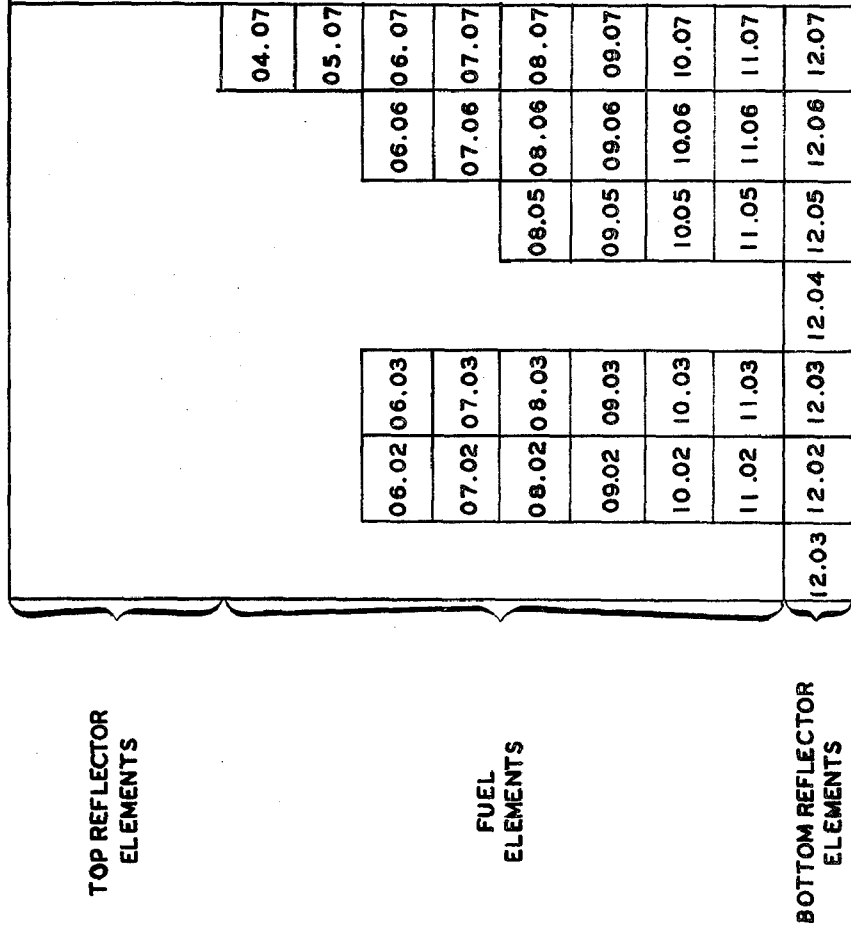 TOP REFLECTOR
ELEMENTS
FUEL
ELEMENTS
BOTTOM REFLECTOR
ELEMENTS
04.07
05.07
06.02 06.03 06.06 06.07
07.02 07.03 07.06 07.07
08.02 08.03 08.05 08.06 08.07
09.02 09.03 09.05 09.06 09.07
10.02 10.03 10.05 10.06 10.07
11.02 11.03 11.05 11.06 11.07
12.03 12.02 12.03 12.04 12.05 12.06 12.07